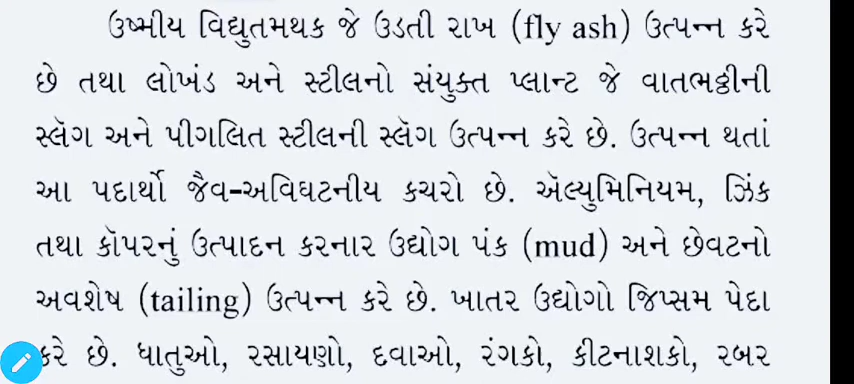 ઉષ્મીય વિદ્યુતમથક જે ઉડતી રાખ (fly ash) ઉત્પન્ન કરે
છે તથા લોખંડ અને સ્ટીલનો સંયુક્ત પ્લાન્ટ જે વાતભઠ્ઠીની
સ્લૅગ અને પીગલિત સ્ટીલની સ્લૅગ ઉત્પન્ન કરે છે. ઉત્પન્ન થતાં
આ પદાર્થો જૈવ-અવિઘટનીય કચરો છે. ઍલ્યુમિનિયમ, ઝિંક
તથા કૉપરનું ઉત્પાદન કરનાર ઉદ્યોગ પંક (mud) અને છેવટનો
અવશેષ (tailing) ઉત્પન્ન કરે છે. ખાતર ઉદ્યોગો જિપ્સમ પેદા
કરે છે. ધાતુઓ, રસાયણો, દવાઓ, રંગકો, કીટનાશકો, રબર